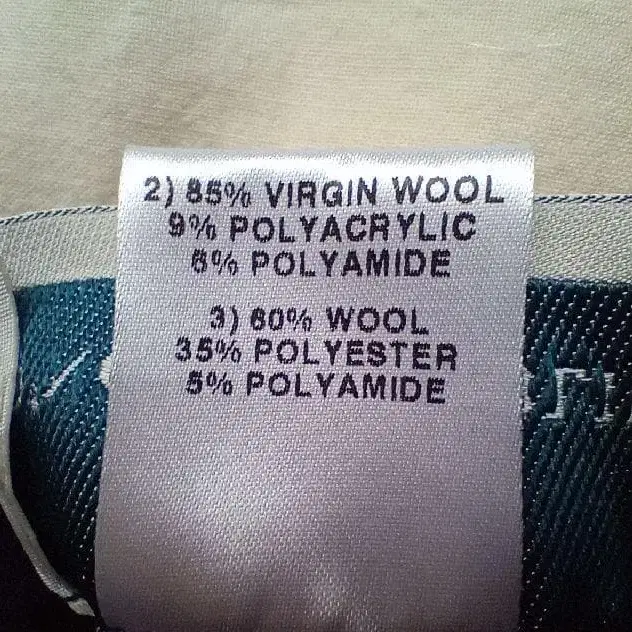 2) 85% VIRGIN WOOL
9% POLYACRYLIC
6% POLYAMIDE
3) 60% WOOL
35% POLYESTER
5% POLYAMIDE